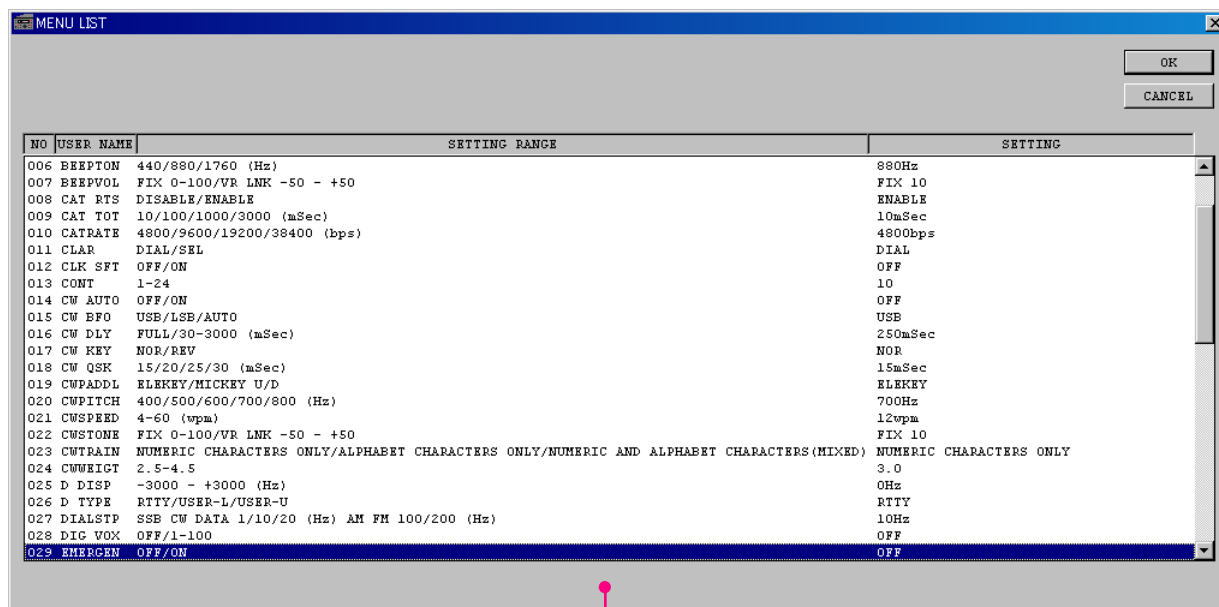 MENU LIST
OK
CANCEL
NO USER NAME SETTING RANGE SETTING
006 BEEPTON 440/880/1760 (Hz) 880Hz
007 BEEPVOL FIX 0-100/VR LNK -50 - +50 FIX 10
008 CAT RTS DISABLE/ENABLE ENABLE
009 CAT TOT 10/100/1000/3000 (mSec) 10mSec
010 CATRATE 4800/9600/19200/38400 (bps) 4800bps
011 CLAR DIAL/SEL DIAL
012 CLK SFT OFF/ON OFF
013 CONT 1-24 10
014 CW AUTO OFF/ON OFF
015 CW BFO USB/LSB/AUTO USB
016 CW DLY FULL/30-3000 (mSec) 250mSec
017 CW KEY NOR/REV NOR
018 CW QSK 15/20/25/30 (mSec) 15mSec
019 CWPADDL ELEKEY/MICKEY U/D ELEKEY
020 CWPITCH 400/500/600/700/800 (Hz) 700Hz
021 CWSPEED 4-60 (wpm) 12wpm
022 CWSTONE FIX 0-100/VR LNK -50 - +50 FIX 10
023 CWTRAIN NUMERIC CHARACTERS ONLY/ALPHABET CHARACTERS ONLY/NUMERIC AND ALPHABET CHARACTERS(MIXED) NUMERIC CHARACTERS ONLY
024 CWWEIGT 2.5-4.5 3.0
025 D DISP -3000 - +3000 (Hz) 0Hz
026 D TYPE RTTY/USER-L/USER-U RTTY
027 DIALSTP SSB CW DATA 1/10/20 (Hz) AM FM 100/200 (Hz) 10Hz
028 DIG VOX OFF/1-100 OFF
029 EMERGEN OFF/ON OFF